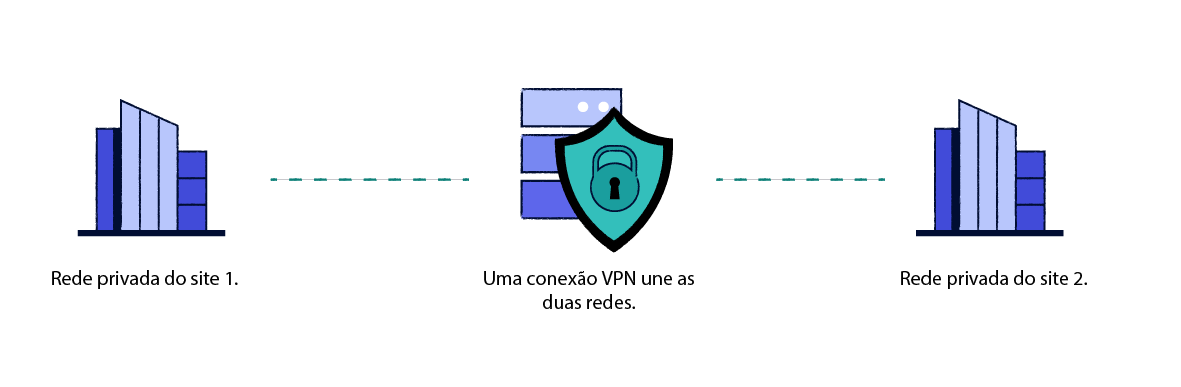 Rede privada do site 1.
Uma conexão VPN une as
duas redes.
Rede privada do site 2.